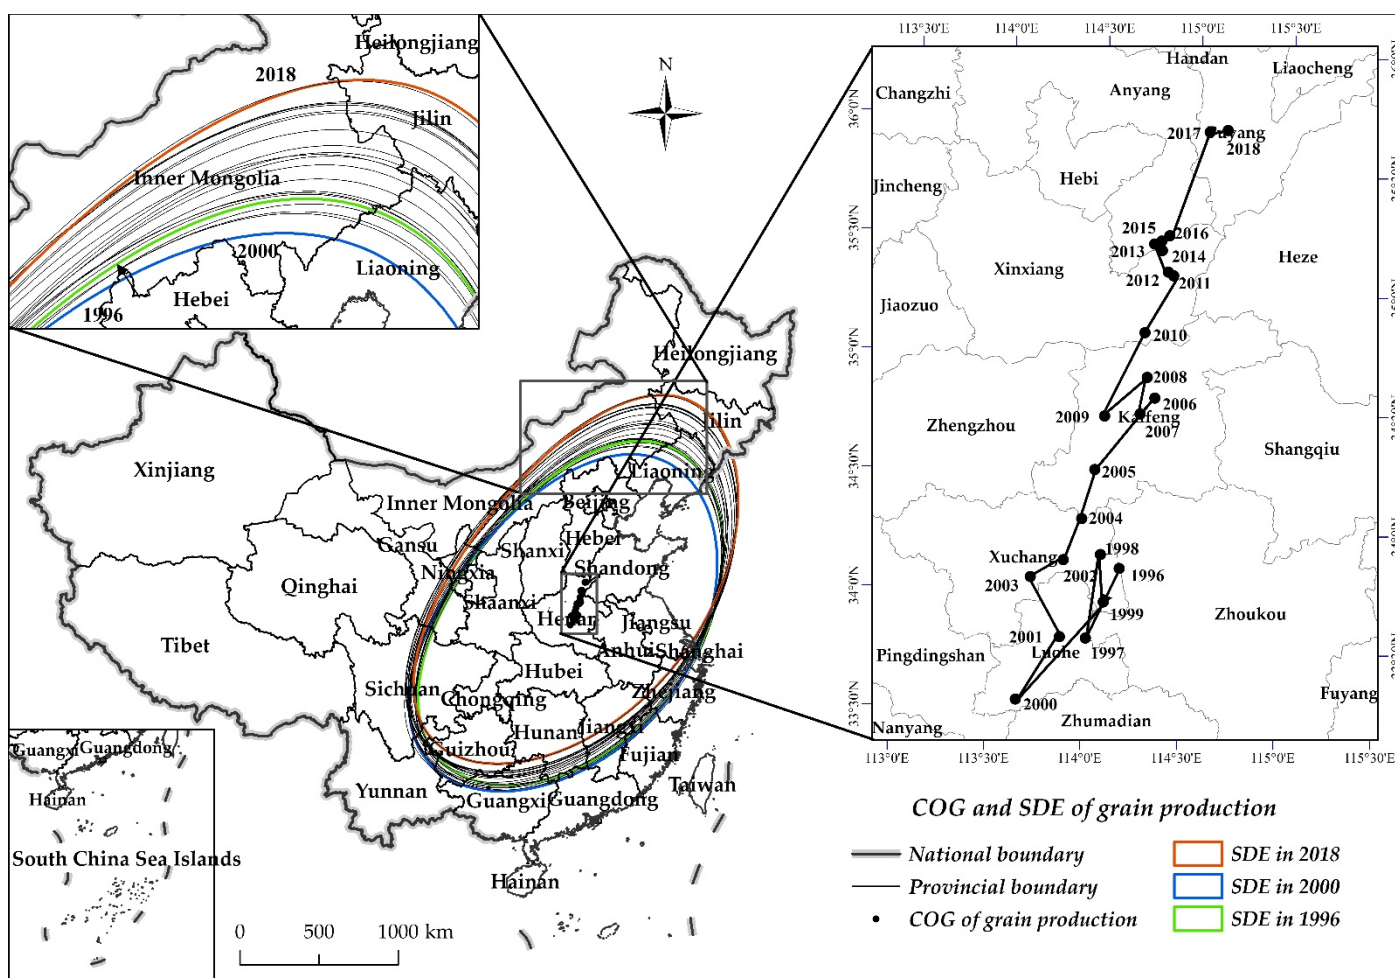 Heilongjiang
2018
Jilin
Inner Mongolia
2000
Liaoning
Hebei
1996
N
Heilongjiang
Jilin
Xinjiang
Liaoning
Inner Mongolia
Beijing
Gansu
Shanxi
Hebei
Ningxia
Shandong
Qinghai
Shaanxi
Henan
Jiangsu
Tibet
Anhui
Shanghai
Hubei
Sichuan
Chongqing
Zhejiang
Hunan
Jiangxi
Guizhou
Fujian
Yunnan
Guangxi
Guangdong
Taiwan
Hainan
Guangxi
Guangdong
Hainan
South China Sea Islands
0 500 1000 km
113°30'E 114°0'E 114°30'E 115°0'E 115°30'E
Handan
Liaocheng
Changzhi
Anyang
36°0'N
2017
2018
Jincheng
Hebi
2015
2016
35°30'N
2013
2014
Heze
Xinxiang
2012
2011
Jiaozuo
2010
35°0'N
2008
2006
2009
Kaifeng
2007
Zhengzhou
Shangqiu
34°30'N
2005
2004
1998
Xuchang
2002
1996
2003
34°0'N
1999
Zhoukou
2001
Luohe
1997
Pingdingshan
2000
Fuyang
33°30'N
Zhumadian
Nanyang
113°0'E 113°30'E 114°0'E 114°30'E 115°0'E 115°30'E
COG and SDE of grain production
National boundary
SDE in 2018
Provincial boundary
SDE in 2000
COG of grain production
SDE in 1996